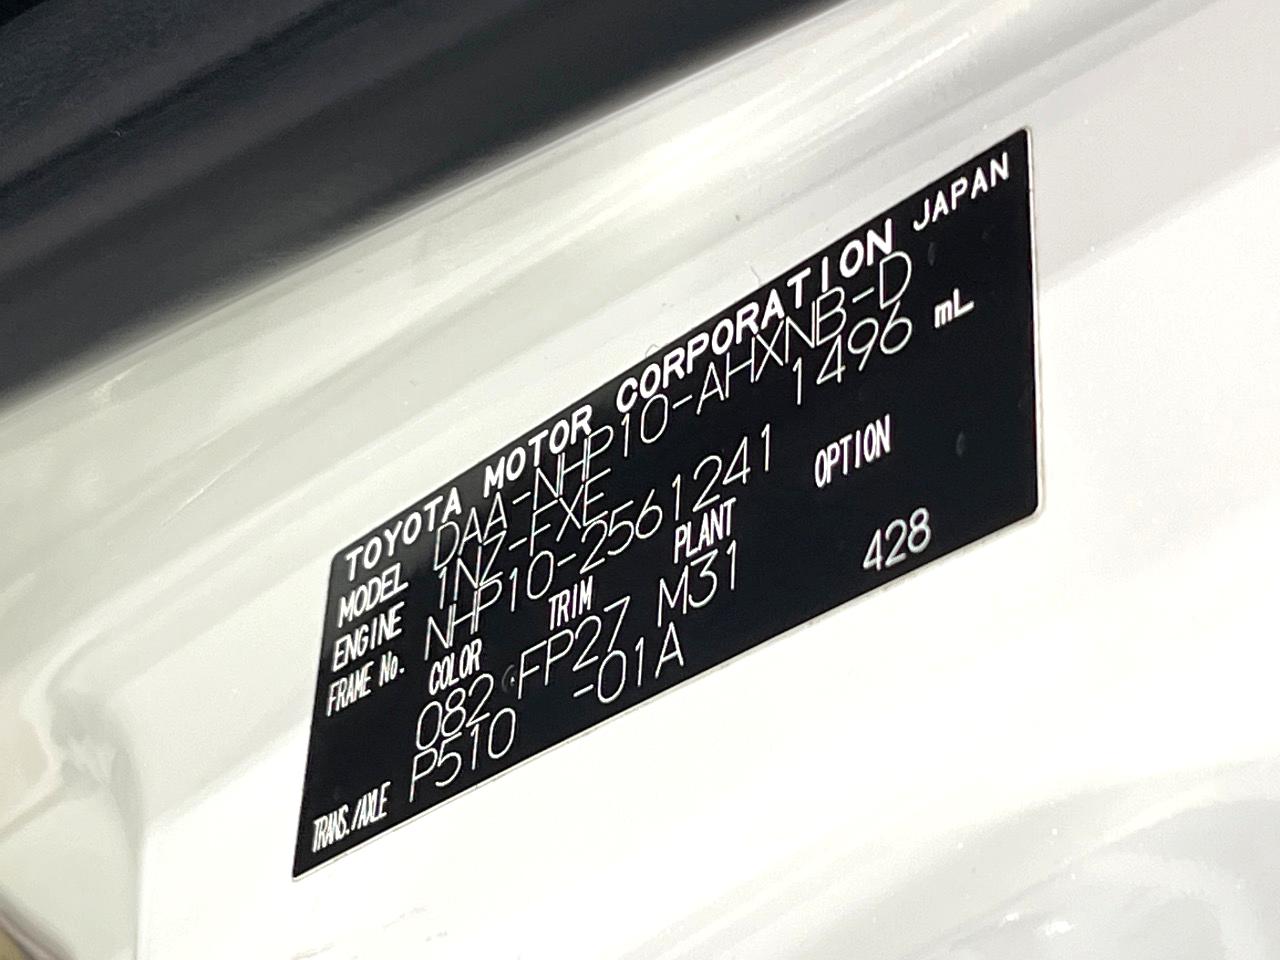 TOYOTA MOTOR CORPORATION JAPAN
MODEL DAA-NHP10-AHXNB-D
ENGINE 1NZ-FXE 1496 mL
FRAME No. NHP10-2561241
COLOR TRIM PLANT OPTION
082 FP27 M31 428
TRANS./AXLE P510 -01A